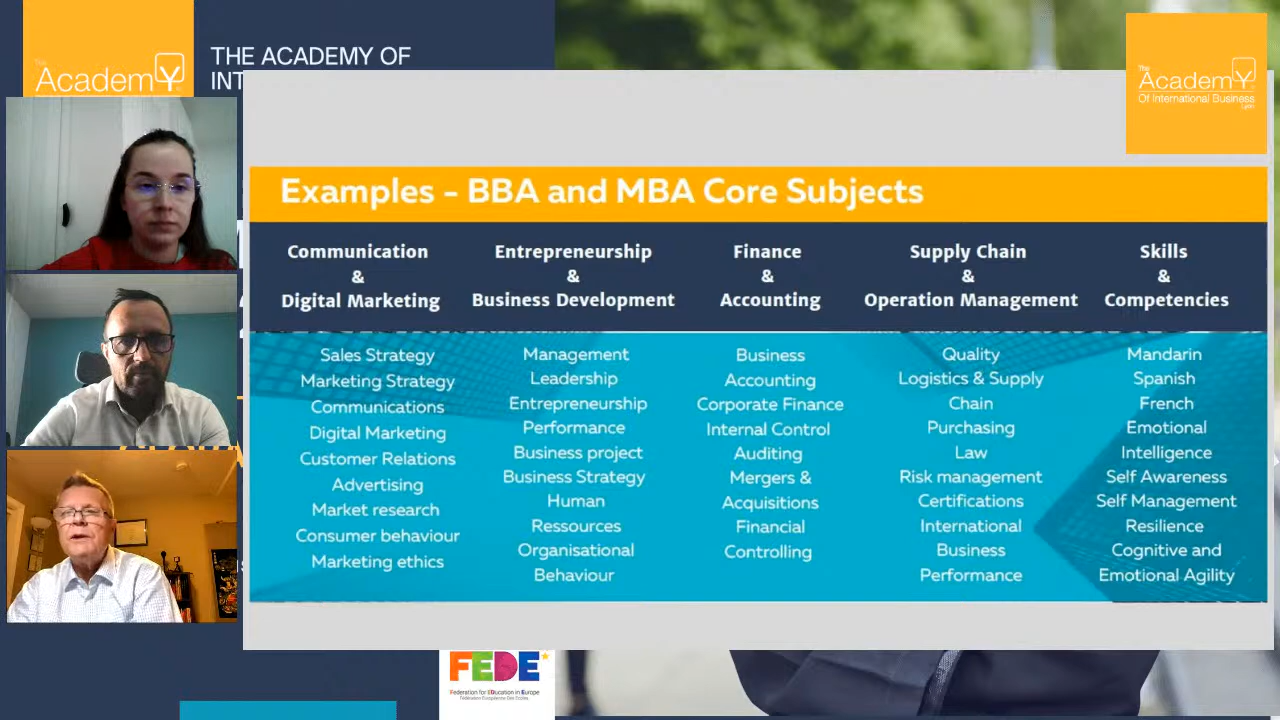 The
AcademY
THE ACADEMY OF
INT
The
AcademY
Of International Business
Lyon
Examples - BBA and MBA Core Subjects
Communication
&
Digital Marketing
Entrepreneurship
&
Business Development
Finance
&
Accounting
Supply Chain
&
Operation Management
Skills
&
Competencies
Sales Strategy
Marketing Strategy
Communications
Digital Marketing
Customer Relations
Advertising
Market research
Consumer behaviour
Marketing ethics
Management
Leadership
Entrepreneurship
Performance
Business project
Business Strategy
Human
Ressources
Organisational
Behaviour
Business
Accounting
Corporate Finance
Internal Control
Auditing
Mergers &
Acquisitions
Financial
Controlling
Quality
Logistics & Supply
Chain
Purchasing
Law
Risk management
Certifications
International
Business
Performance
Mandarin
Spanish
French
Emotional
Intelligence
Self Awareness
Self Management
Resilience
Cognitive and
Emotional Agility
FEDE
Federation for EDucation in Europe
Fédération Européenne Des Ecoles